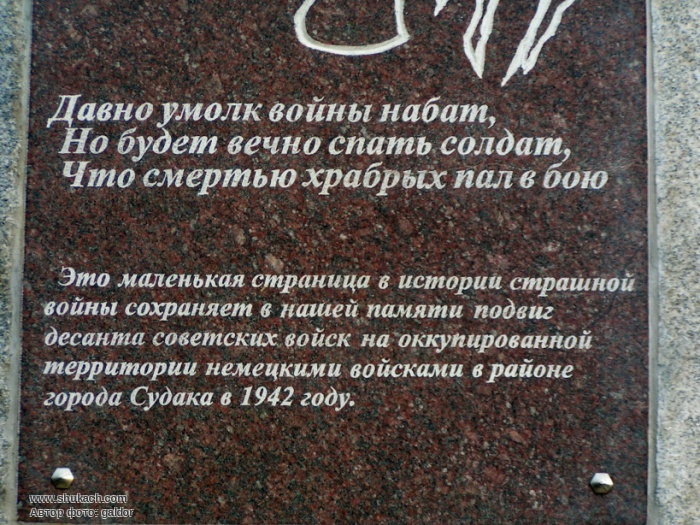 Давно умолк войны набат,
Но будет вечно спать солдат,
Что смертью храбрых пал в бою
Это маленькая страница в истории страшной
войны сохраняет в нашей памяти подвиг
десанта советских войск на оккупированной
территории немецкими войсками в районе
города Судака в 1942 году.
www.shukach.com
Автор фото: gaklor